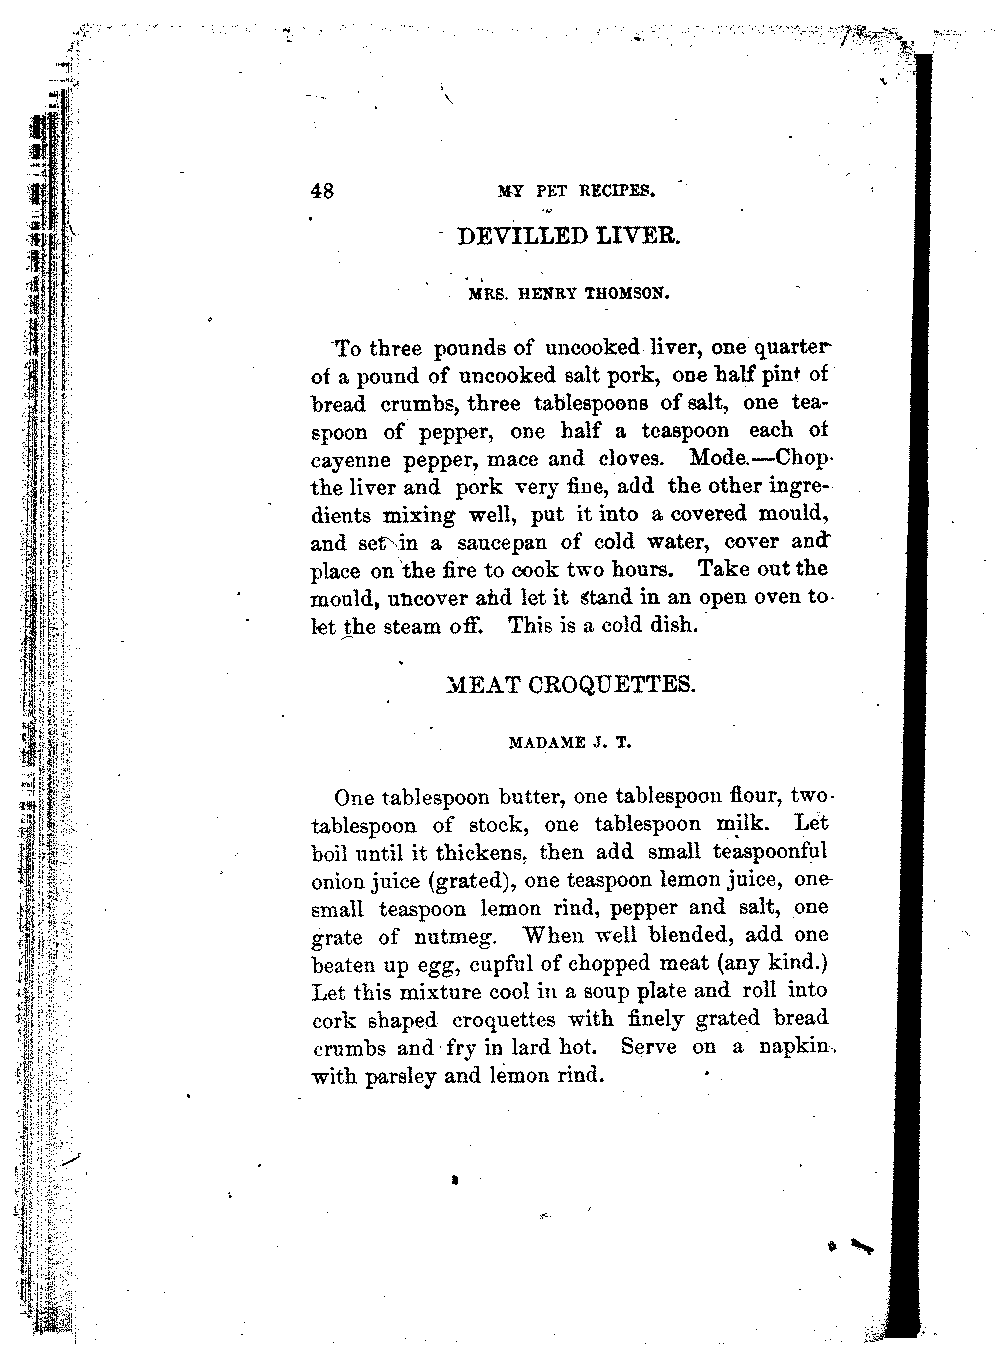 48 MY PET RECIPES.
DEVILLED LIVER.
MRS. HENRY THOMSON.
To three pounds of uncooked liver, one quarter
of a pound of uncooked salt pork, one half pint of
bread crumbs, three tablespoons of salt, one tea-
spoon of pepper, one half a teaspoon each of
cayenne pepper, mace and cloves. Mode.—Chop
the liver and pork very fine, add the other ingre-
dients mixing well, put it into a covered mould,
and set in a saucepan of cold water, cover and
place on the fire to cook two hours. Take out the
mould, uncover and let it stand in an open oven to
let the steam off. This is a cold dish.
MEAT CROQUETTES.
MADAME J. T.
One tablespoon butter, one tablespoon flour, two
tablespoon of stock, one tablespoon milk. Let
boil until it thickens, then add small teaspoonful
onion juice (grated), one teaspoon lemon juice, one
small teaspoon lemon rind, pepper and salt, one
grate of nutmeg. When well blended, add one
beaten up egg, cupful of chopped meat (any kind.)
Let this mixture cool in a soup plate and roll into
cork shaped croquettes with finely grated bread
crumbs and fry in lard hot. Serve on a napkin,
with parsley and lemon rind.